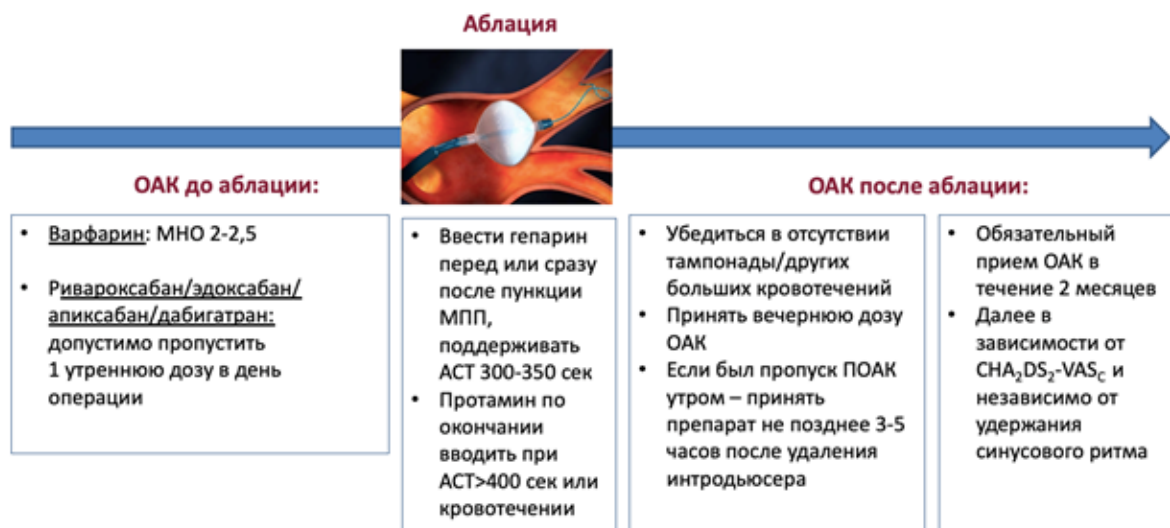 Аблация
ОАК до аблации:
• Варфарин: МНО 2-2,5
• Ривароксабан/эдоксабан/
апиксабан/дабигатран:
допустимо пропустить
1 утреннюю дозу в день
операции
• Ввести гепарин
перед или сразу
после пункции
МПП,
поддерживать
АСТ 300-350 сек
• Протамин по
окончании
вводить при
АСТ>400 сек или
кровотечении
ОАК после аблации:
• Убедиться в отсутствии
тампонады/других
больших кровотечений
• Принять вечернюю дозу
ОАК
• Если был пропуск ПОАК
утром – принять
препарат не позднее 3-5
часов после удаления
интродьюсера
• Обязательный
прием ОАК в
течение 2 месяцев
• Далее в
зависимости от
CHA₂DS₂-VASc и
независимо от
удержания
синусового ритма